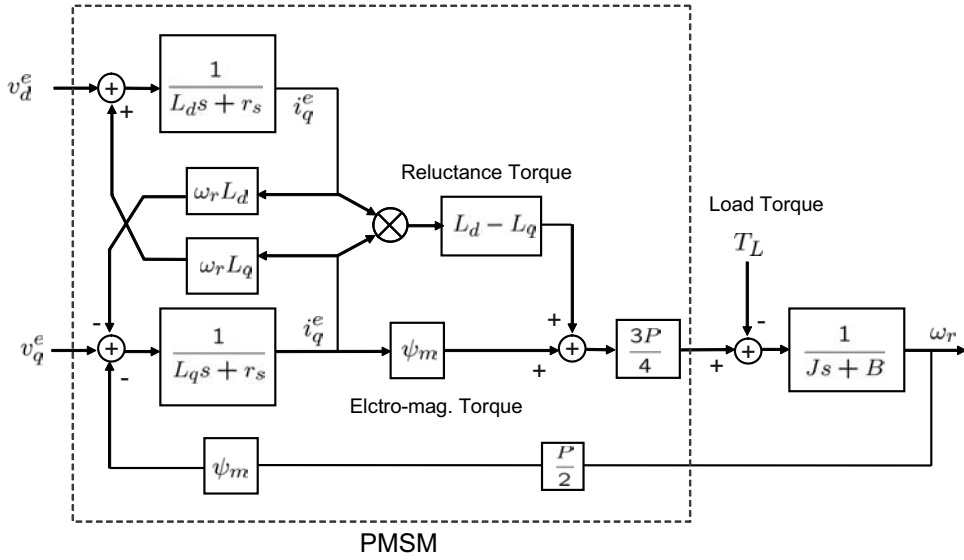 v_d^e
+
+
1
L_d s + r_s
i_q^e
ω_r L_d
ω_r L_q
Reluctance Torque
L_d − L_q
Load Torque
T_L
-
v_q^e
+
-
1
L_q s + r_s
i_q^e
ψ_m
+
+
+
3P
4
+
+
-
1
Js + B
ω_r
Elctro-mag. Torque
ψ_m
P
2
PMSM